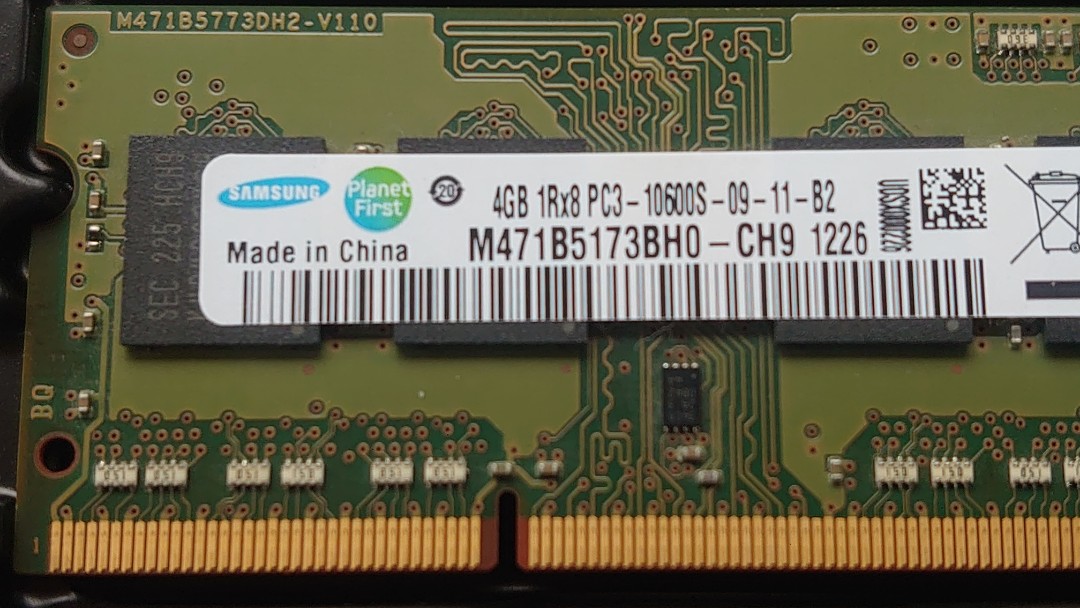 M471B5773DH2-V110
SEC 225 HCH9
SAMSUNG
Planet
First
20
4GB 1Rx8 PC3-10600S-09-11-B2
Made in China
M471B5173BH0-CH9 1226
BQ
1